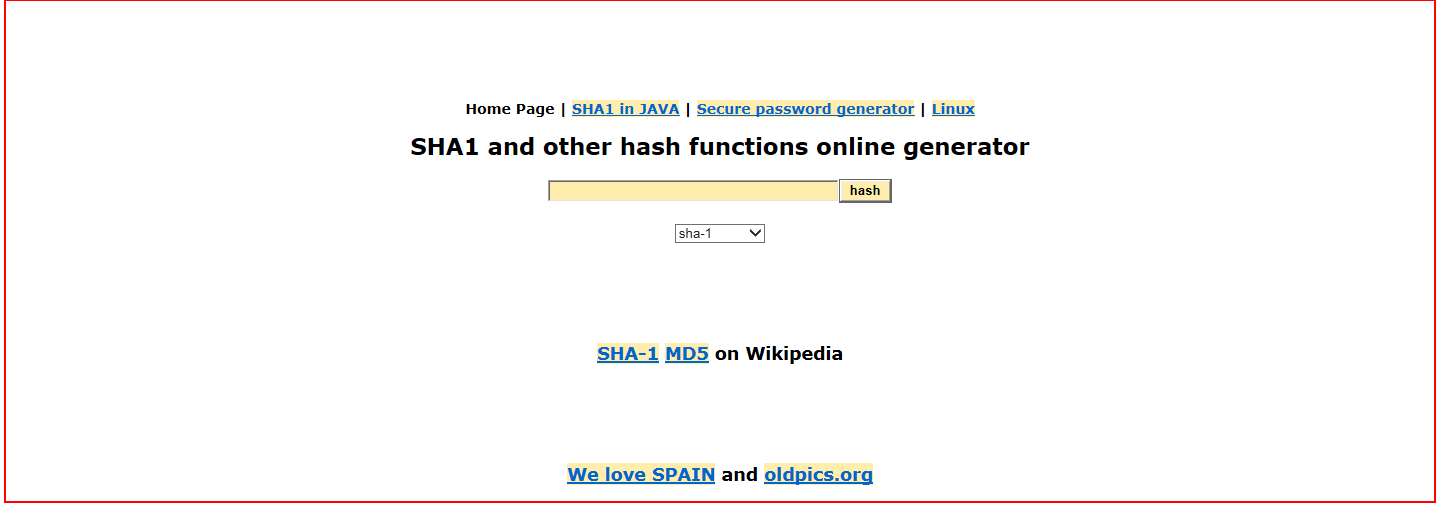 Home Page | SHA1 in JAVA | Secure password generator | Linux
SHA1 and other hash functions online generator
hash
sha-1
SHA-1 MD5 on Wikipedia
We love SPAIN and oldpics.org